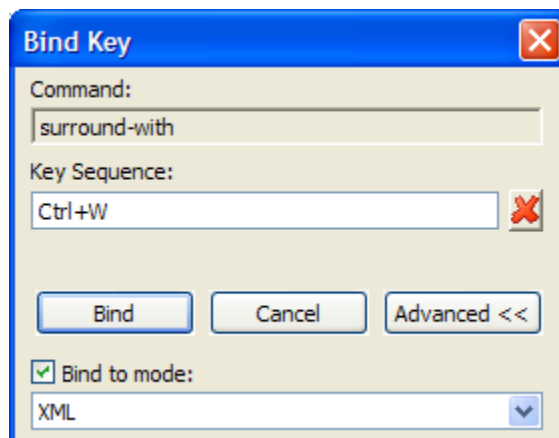 Bind Key
Command:
surround-with
Key Sequence:
Ctrl+W
Bind Cancel Advanced <<
Bind to mode:
XML